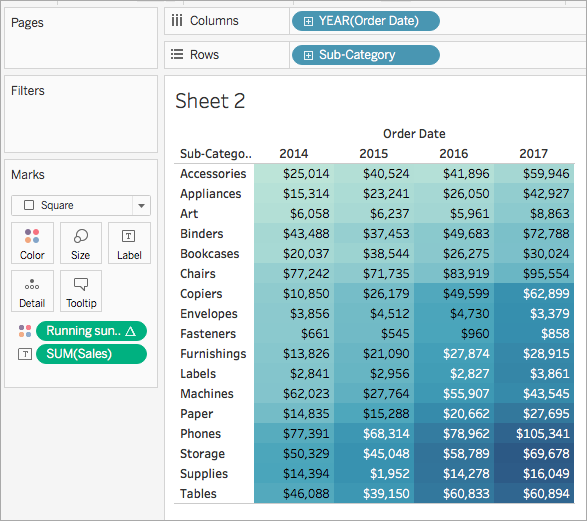 Pages
Columns
YEAR(Order Date)
Rows
Sub-Category
Filters
Sheet 2
Order Date
Sub-Catego.. 2014 2015 2016 2017
Accessories $25,014 $40,524 $41,896 $59,946
Appliances $15,314 $23,241 $26,050 $42,927
Art $6,058 $6,237 $5,961 $8,863
Binders $43,488 $37,453 $49,683 $72,788
Bookcases $20,037 $38,544 $26,275 $30,024
Chairs $77,242 $71,735 $83,919 $95,554
Copiers $10,850 $26,179 $49,599 $62,899
Envelopes $3,856 $4,512 $4,730 $3,379
Fasteners $661 $545 $960 $858
Furnishings $13,826 $21,090 $27,874 $28,915
Labels $2,841 $2,956 $2,827 $3,861
Machines $62,023 $27,764 $55,907 $43,545
Paper $14,835 $15,288 $20,662 $27,695
Phones $77,391 $68,314 $78,962 $105,341
Storage $50,329 $45,048 $58,789 $69,678
Supplies $14,394 $1,952 $14,278 $16,049
Tables $46,088 $39,150 $60,833 $60,894
Marks
Square
Color Size Label
Detail Tooltip
Running sun.. Δ
T SUM(Sales)